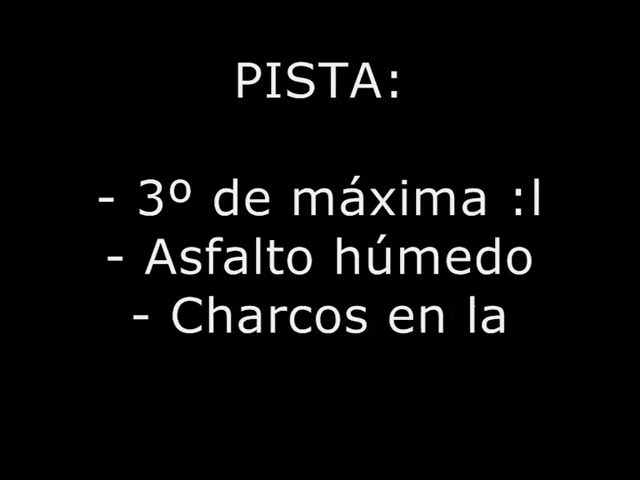 PISTA:
- 3º de máxima :l
- Asfalto húmedo
- Charcos en la